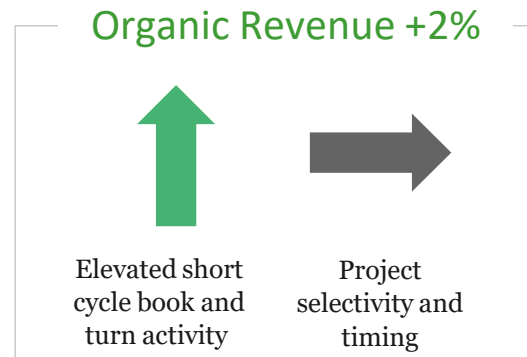 Organic Revenue +2%
Elevated short
cycle book and
turn activity
Project
selectivity and
timing